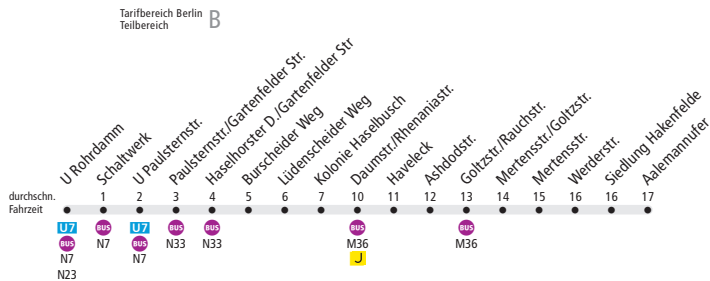 Tarifbereich Berlin
Teilbereich
B
U Rohrdamm
Schaltwerk
U Paulsternstr.
Paulsternstr./Gartenfelder Str.
Haselhorster D./Gartenfelder Str
Burscheider Weg
Lüdenscheider Weg
Kolonie Haselbusch
Daumstr./Rhenaniastr.
Haveleck
Ashdodstr.
Goltzstr./Rauchstr.
Mertensstr./Goltzstr.
Mertensstr.
Werderstr.
Siedlung Hakenfelde
Aalemannufer
durchschn. 1 2 3 4 5 6 7 10 11 12 13 14 15 16 16 17
Fahrzeit
U7 BUS U7 BUS BUS BUS BUS
BUS N7 BUS N33 N33 M36 M36
N7 N7 J
N23